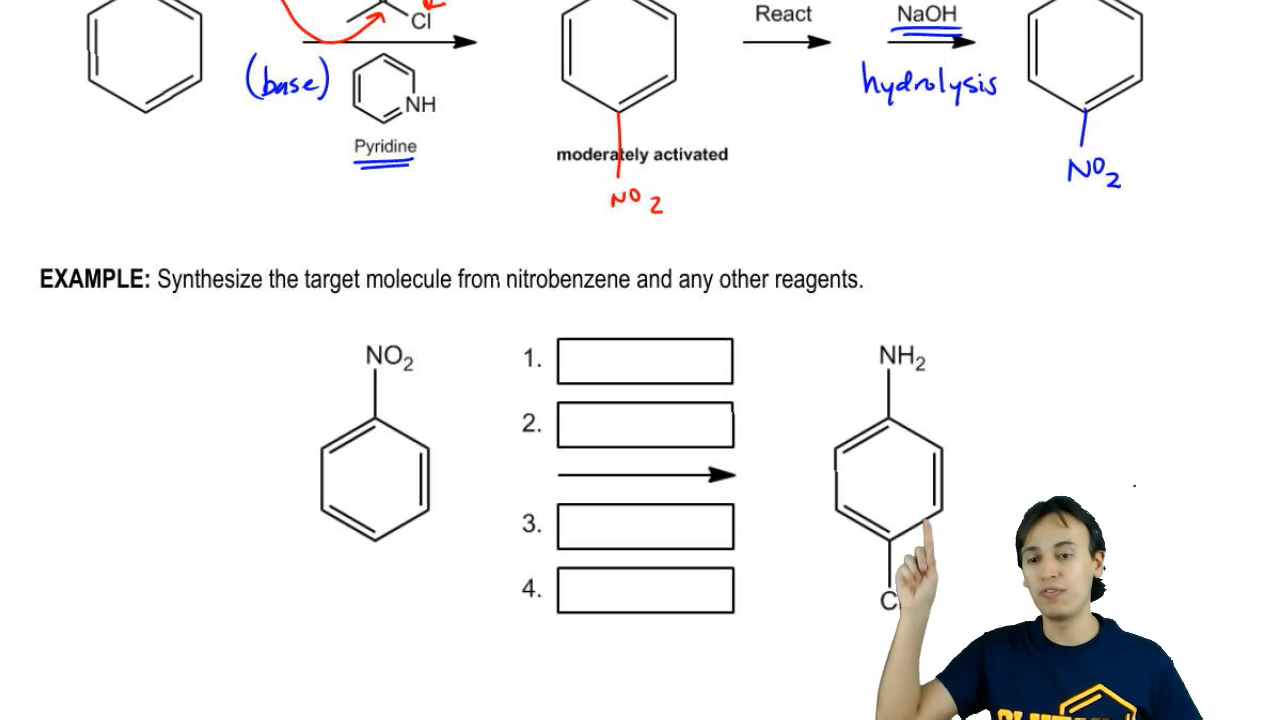 Cl
React
NaOH
(base)
NH
hydrolysis
Pyridine
moderately activated
NO2
NO2
EXAMPLE: Synthesize the target molecule from nitrobenzene and any other reagents.
NO2
1.
NH2
2.
3.
4.
C